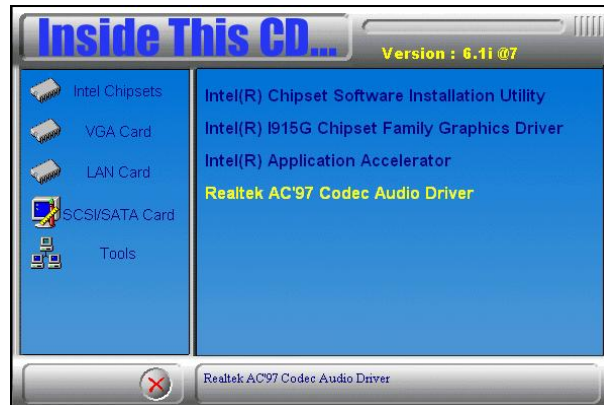 Inside This CD...
Version : 6.1i @7
Intel Chipsets
VGA Card
LAN Card
SCSI/SATA Card
Tools
Intel(R) Chipset Software Installation Utility
Intel(R) I915G Chipset Family Graphics Driver
Intel(R) Application Accelerator
Realtek AC'97 Codec Audio Driver
Realtek AC'97 Codec Audio Driver